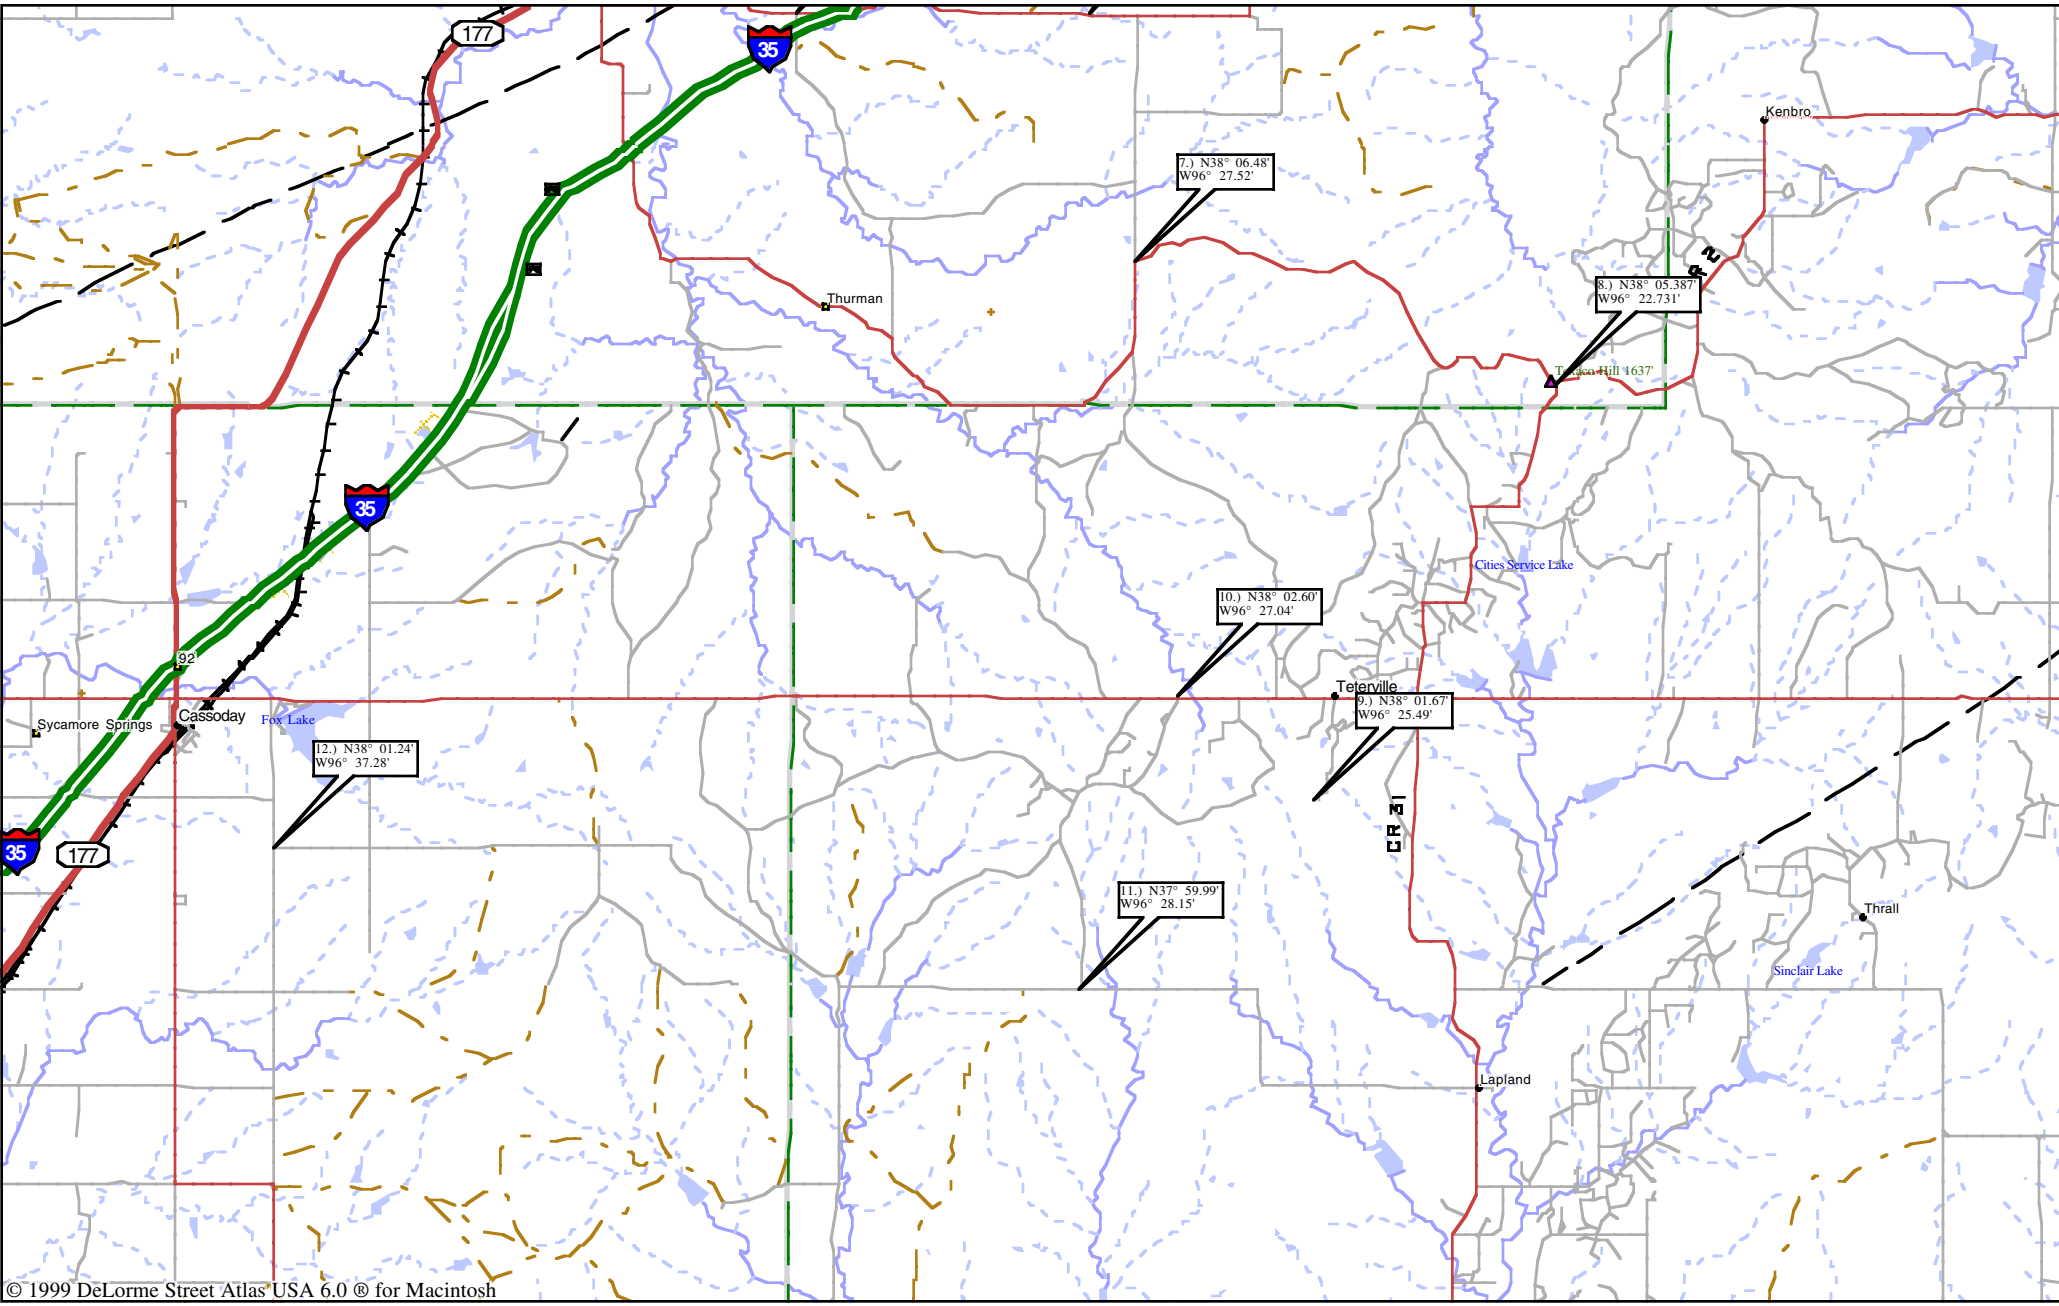 177
35
Kenbro
7.) N38° 06.48'
W96° 27.52'
R 2
8.) N38° 05.387'
W96° 22.731'
Thurman
Texaco Hill 1637'
35
Cities Service Lake
10.) N38° 02.60'
W96° 27.04'
92
Teterville
9.) N38° 01.67'
W96° 25.49'
Cassoday
Fox Lake
Sycamore Springs
12.) N38° 01.24'
W96° 37.28'
CR 31
35
177
11.) N37° 59.99'
W96° 28.15'
Thrall
Sinclair Lake
Lapland
© 1999 DeLorme Street Atlas USA 6.0 ® for Macintosh